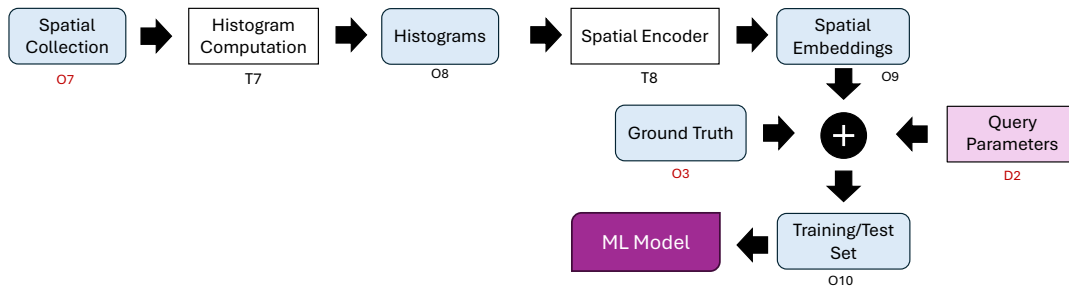 Spatial
Collection
O7
Histogram
Computation
T7
Histograms
O8
Spatial Encoder
T8
Spatial
Embeddings
O9
Ground Truth
O3
+
Query
Parameters
D2
ML Model
Training/Test
Set
O10